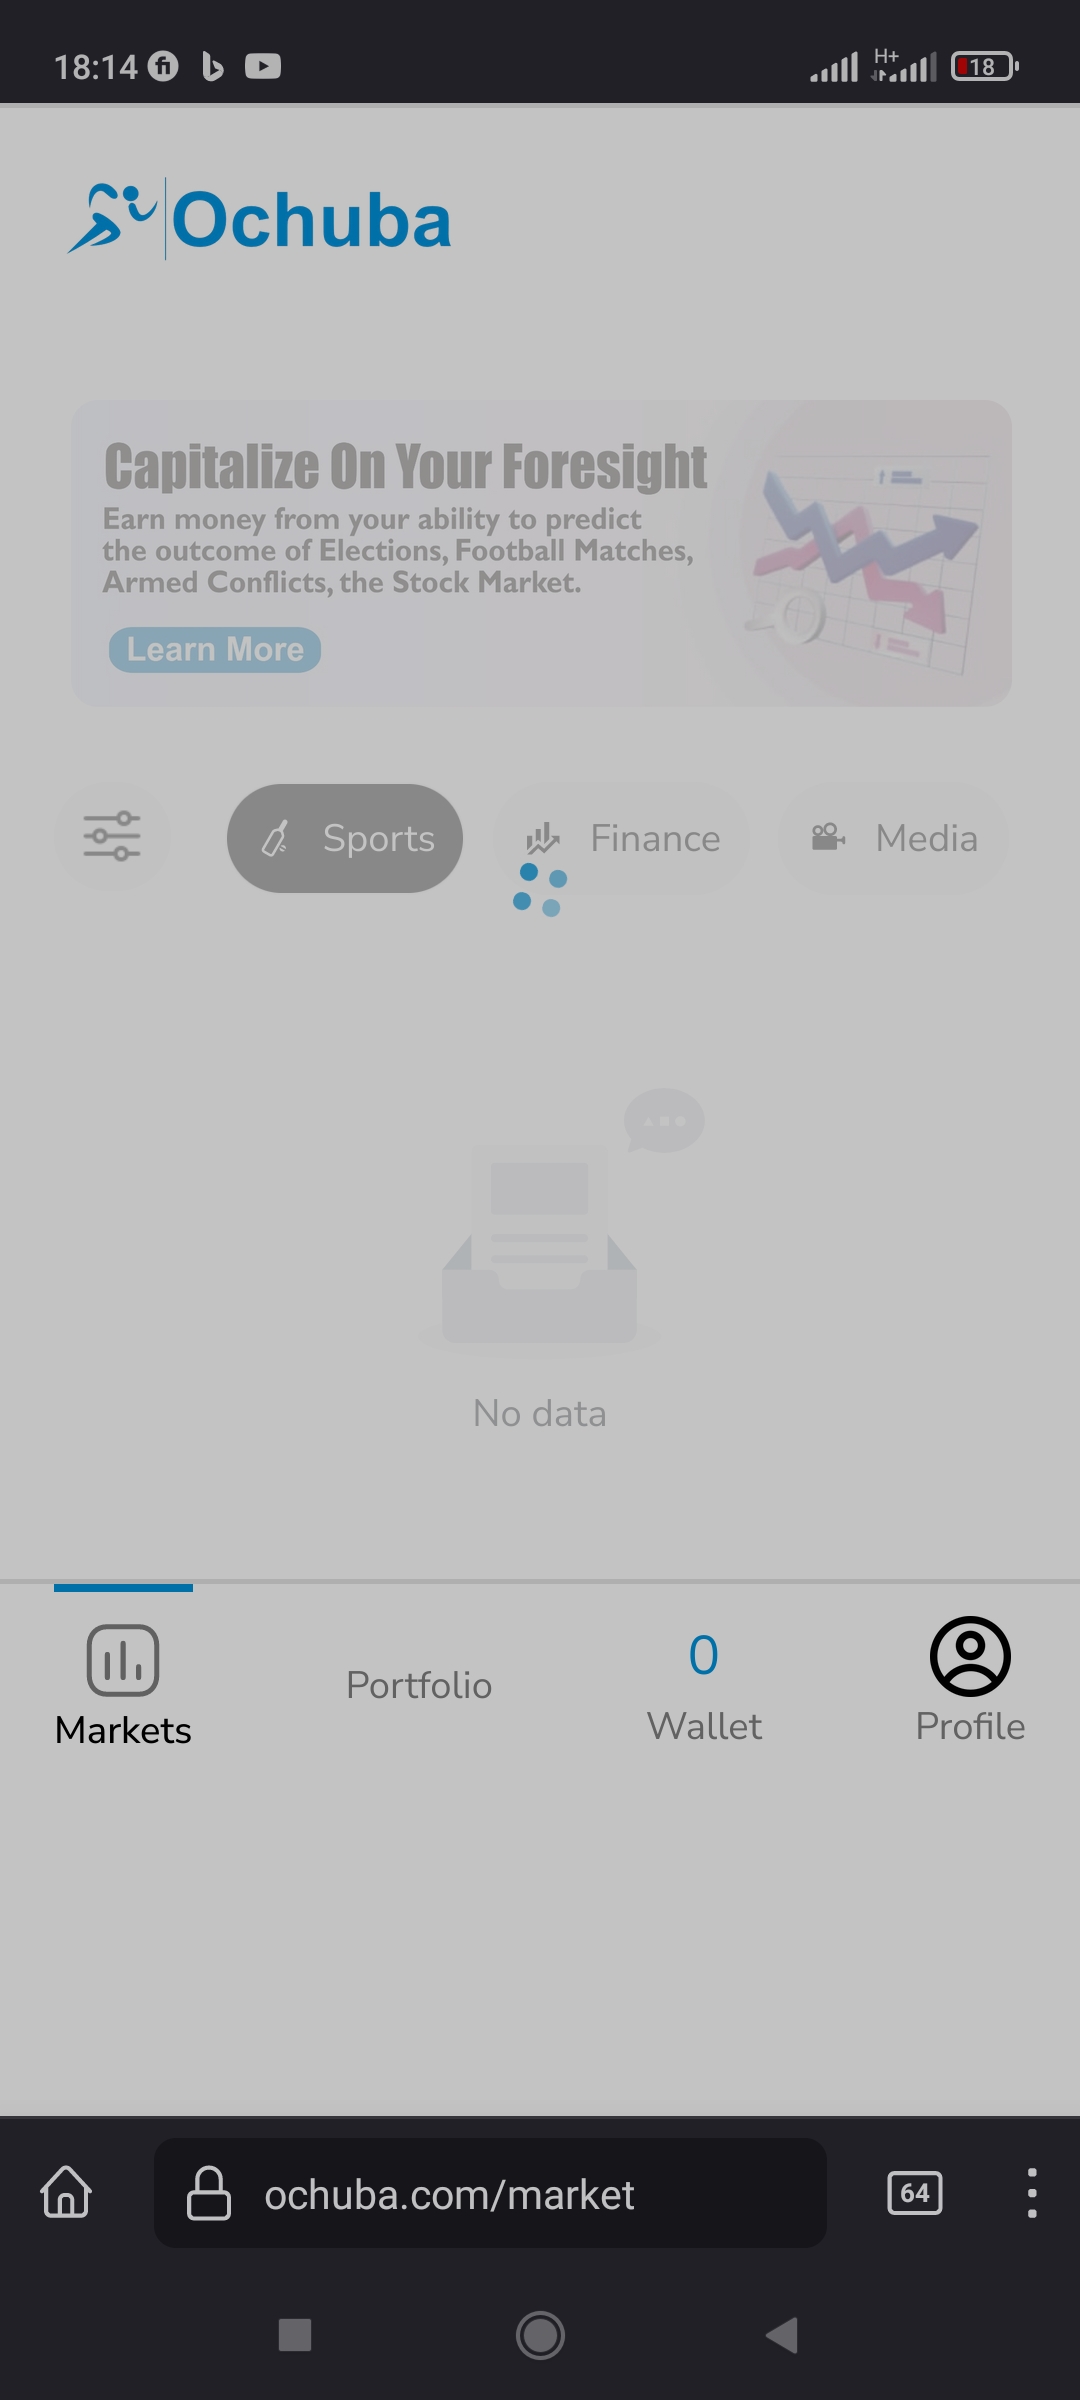 18:14
H+
18
Ochuba
Capitalize On Your Foresight
Earn money from your ability to predict
the outcome of Elections, Football Matches,
Armed Conflicts, the Stock Market.
Learn More
Sports
Finance
Media
No data
Markets
Portfolio
0
Wallet
Profile
ochuba.com/market
64